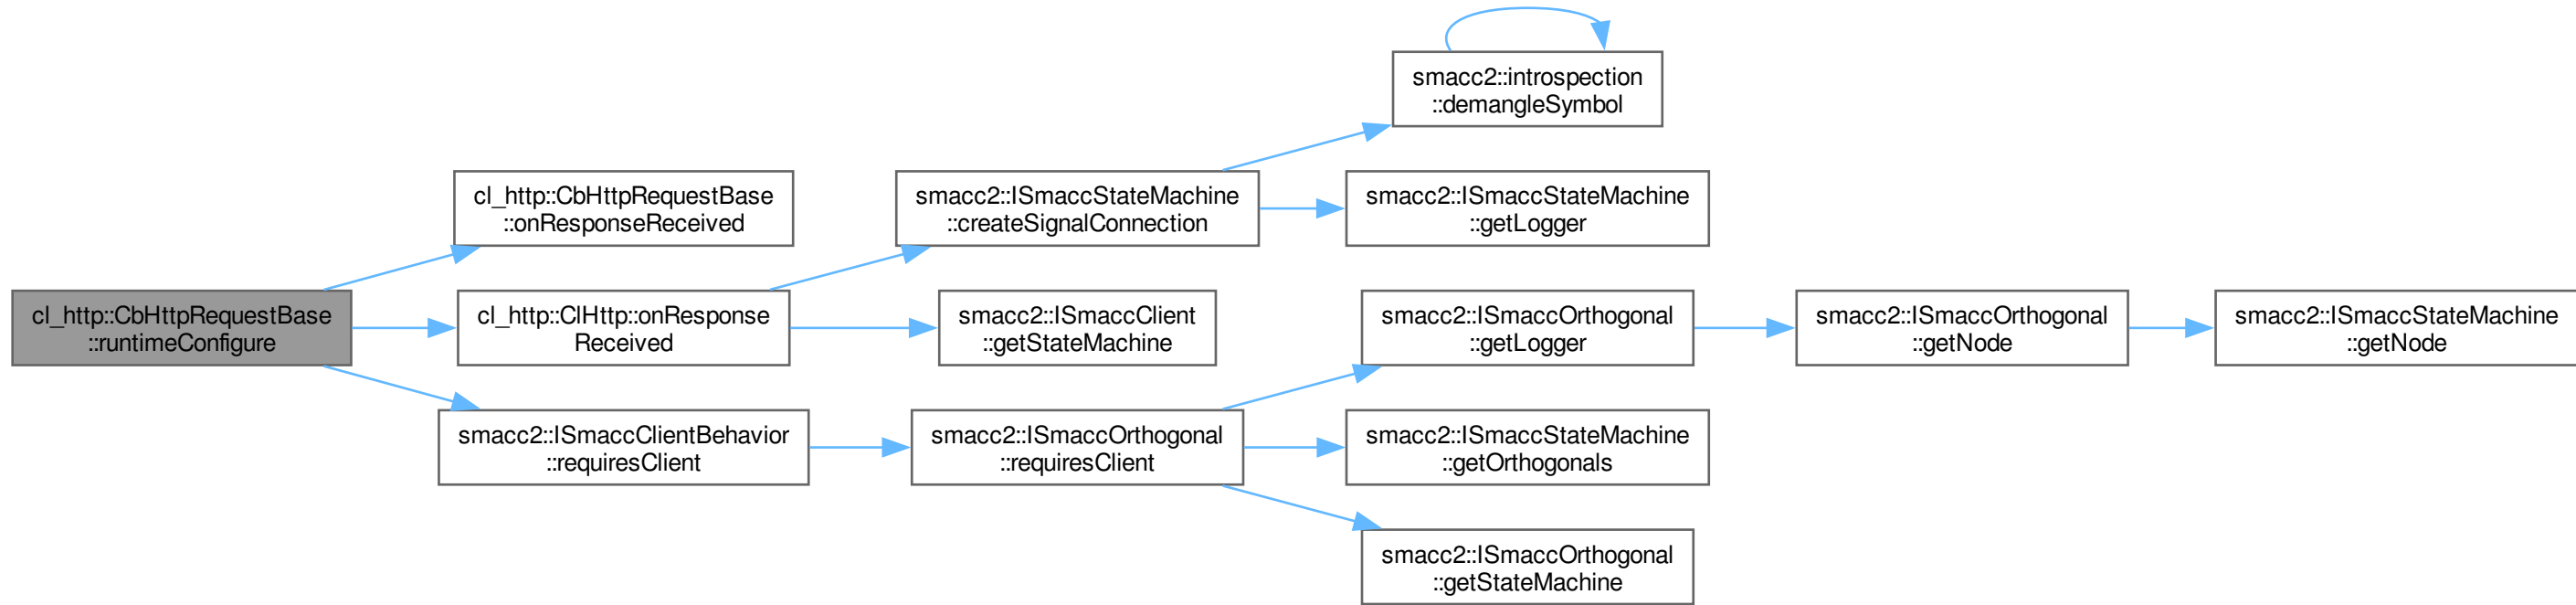 smacc2::introspection
::demangleSymbol
cl_http::CbHttpRequestBase
::onResponseReceived
smacc2::ISmaccStateMachine
::createSignalConnection
smacc2::ISmaccStateMachine
::getLogger
cl_http::CbHttpRequestBase
::runtimeConfigure
cl_http::ClHttp::onResponse
Received
smacc2::ISmaccClient
::getStateMachine
smacc2::ISmaccOrthogonal
::getLogger
smacc2::ISmaccOrthogonal
::getNode
smacc2::ISmaccStateMachine
::getNode
smacc2::ISmaccClientBehavior
::requiresClient
smacc2::ISmaccOrthogonal
::requiresClient
smacc2::ISmaccStateMachine
::getOrthogonals
smacc2::ISmaccOrthogonal
::getStateMachine